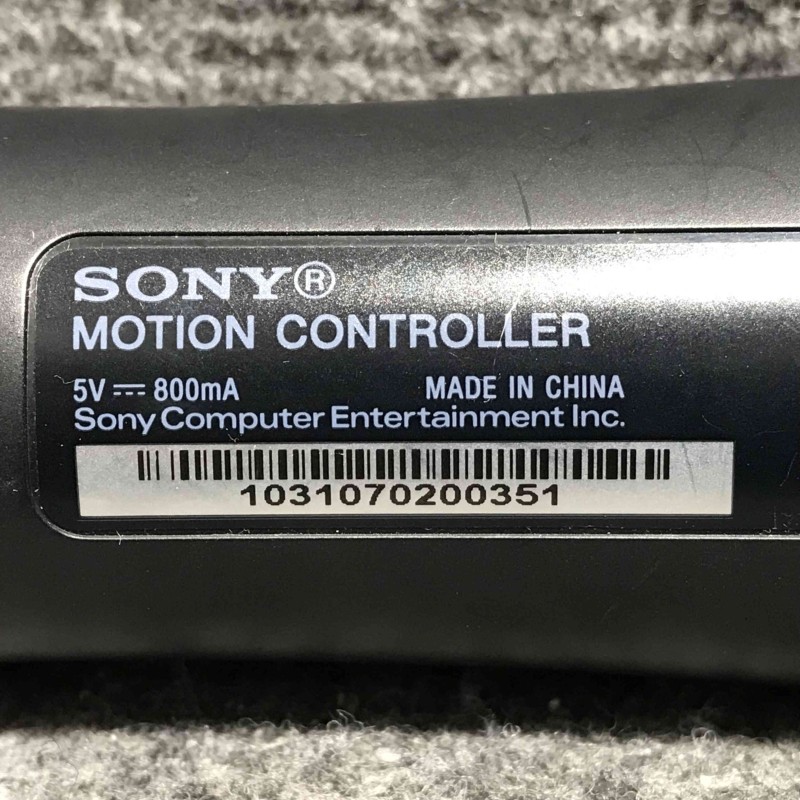 SONY®
MOTION CONTROLLER
5V ⎓ 800mA MADE IN CHINA
Sony Computer Entertainment Inc.
1031070200351